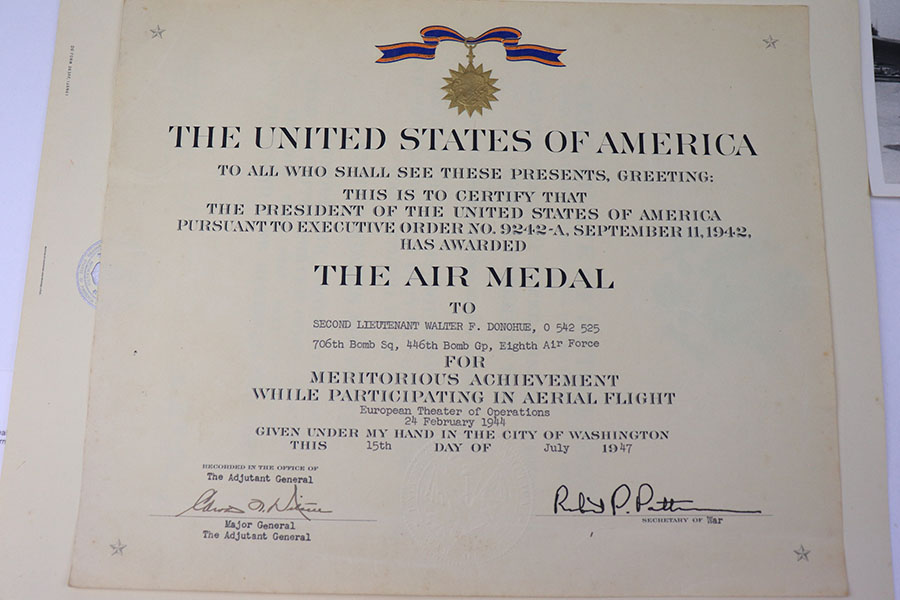 THE UNITED STATES OF AMERICA
TO ALL WHO SHALL SEE THESE PRESENTS, GREETING:
THIS IS TO CERTIFY THAT
THE PRESIDENT OF THE UNITED STATES OF AMERICA
PURSUANT TO EXECUTIVE ORDER NO. 9242-A, SEPTEMBER 11, 1942,
HAS AWARDED
THE AIR MEDAL
TO
SECOND LIEUTENANT WALTER F. DONOHUE, O 542 525
706th Bomb Sq, 446th Bomb Gp, Eighth Air Force
FOR
MERITORIOUS ACHIEVEMENT
WHILE PARTICIPATING IN AERIAL FLIGHT
European Theater of Operations
24 February 1944
GIVEN UNDER MY HAND IN THE CITY OF WASHINGTON
THIS 15th DAY OF July 1947
RECORDED IN THE OFFICE OF
The Adjutant General
Major General
The Adjutant General
Robert P. Patterson
SECRETARY OF War